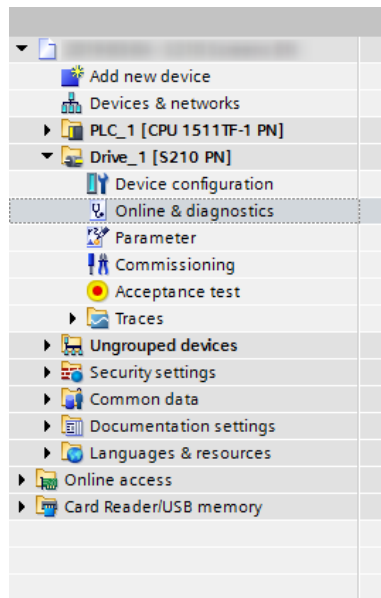 Add new device
Devices & networks
PLC_1 [CPU 1511TF-1 PN]
Drive_1 [S210 PN]
Device configuration
Online & diagnostics
Parameter
Commissioning
Acceptance test
Traces
Ungrouped devices
Security settings
Common data
Documentation settings
Languages & resources
Online access
Card Reader/USB memory